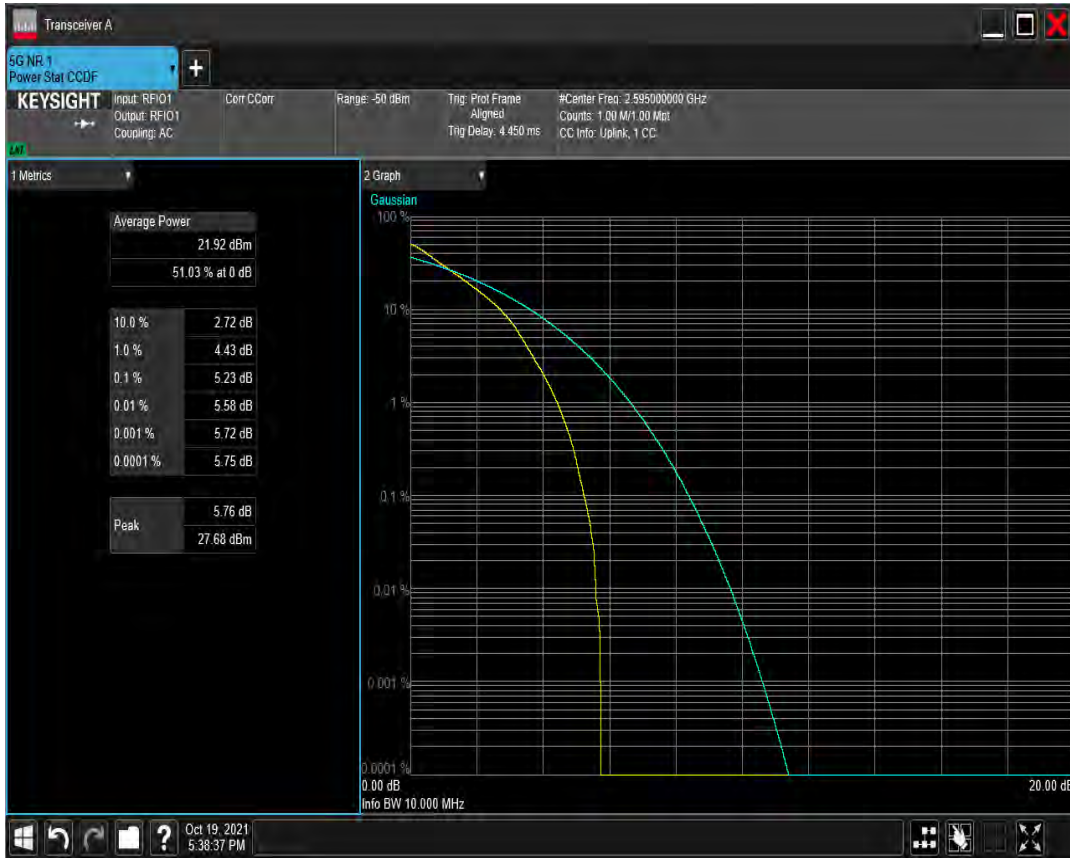 Transceiver A
5G NR 1
Power Stat CCDF
+
KEYSIGHT
Input: RFIO1
Output: RFIO1
Coupling: AC
Corr CCorr
Range: -50 dBm
Trig: Prot Frame
Aligned
Trig Delay: 4.450 ms
#Center Freq: 2.595000000 GHz
Counts: 1.00 M/1.00 Mpt
CC Info: Uplink, 1 CC
1 Metrics
Average Power
21.92 dBm
51.03 % at 0 dB
10.0 % 2.72 dB
1.0 % 4.43 dB
0.1 % 5.23 dB
0.01 % 5.58 dB
0.001 % 5.72 dB
0.0001 % 5.75 dB
Peak
5.76 dB
27.68 dBm
2 Graph
Gaussian
100 %
10 %
1 %
0.1 %
0.01 %
0.001 %
0.0001 %
0.00 dB
20.00 dB
Info BW 10.000 MHz
?
Oct 19, 2021
5:38:37 PM